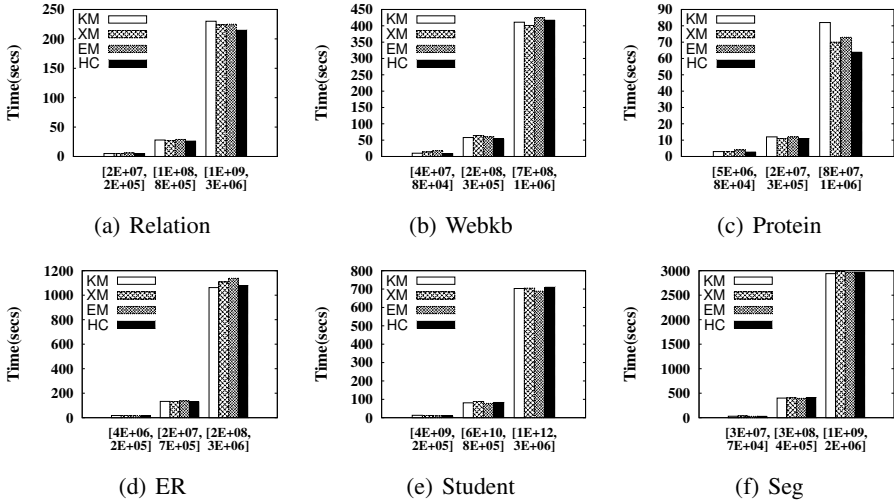 Time(secs)
250
200
150
100
50
0
KM
XM
EM
HC
[2E+07, [1E+08, [1E+09,
2E+05] 8E+05] 3E+06]
(a) Relation
Time(secs)
450
400
350
300
250
200
150
100
50
0
KM
XM
EM
HC
[4E+07, [2E+08, [7E+08,
8E+04] 3E+05] 1E+06]
(b) Webkb
Time(secs)
90
80
70
60
50
40
30
20
10
0
KM
XM
EM
HC
[5E+06, [2E+07, [8E+07,
8E+04] 3E+05] 1E+06]
(c) Protein
Time(secs)
1200
1000
800
600
400
200
0
KM
XM
EM
HC
[4E+06, [2E+07, [2E+08,
2E+05] 7E+05] 3E+06]
(d) ER
Time(secs)
800
700
600
500
400
300
200
100
0
KM
XM
EM
HC
[4E+09, [6E+10, [1E+12,
2E+05] 8E+05] 3E+06]
(e) Student
Time(secs)
3000
2500
2000
1500
1000
500
0
KM
XM
EM
HC
[3E+07, [3E+08, [1E+09,
7E+04] 4E+05] 2E+06]
(f) Seg